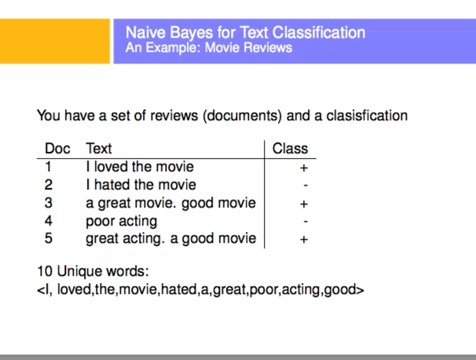 Naive Bayes for Text Classification
An Example: Movie Reviews
You have a set of reviews (documents) and a clasisfication
Doc Text Class
1 I loved the movie +
2 I hated the movie -
3 a great movie. good movie +
4 poor acting -
5 great acting. a good movie +
10 Unique words:
<I, loved,the,movie,hated,a,great,poor,acting,good>